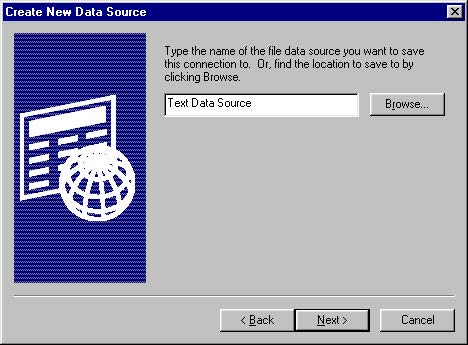 Create New Data Source
Type the name of the file data source you want to save
this connection to.  Or, find the location to save to by
clicking Browse.
Text Data Source
Browse...
< Back
Next >
Cancel